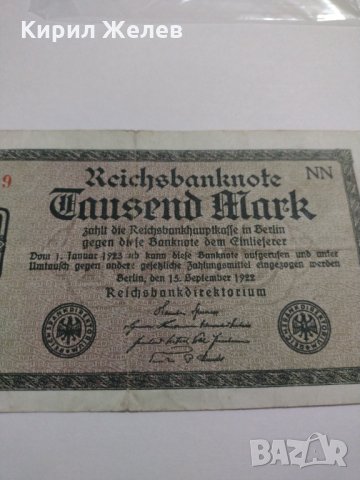 Кирил Желев
9
NN
Reichsbanknote
Tausend Mark
zahlt die Reichsbankhauptkasse in Berlin
gegen diese Banknote dem Einlieferer
Vom 1. Januar 1923 ab kann diese Banknote aufgerufen und unter
Umtausch gegen andere gesetzliche Zahlungsmittel eingezogen werden
Berlin, den 15. September 1922
Reichsbankdirektorium
BAZAR